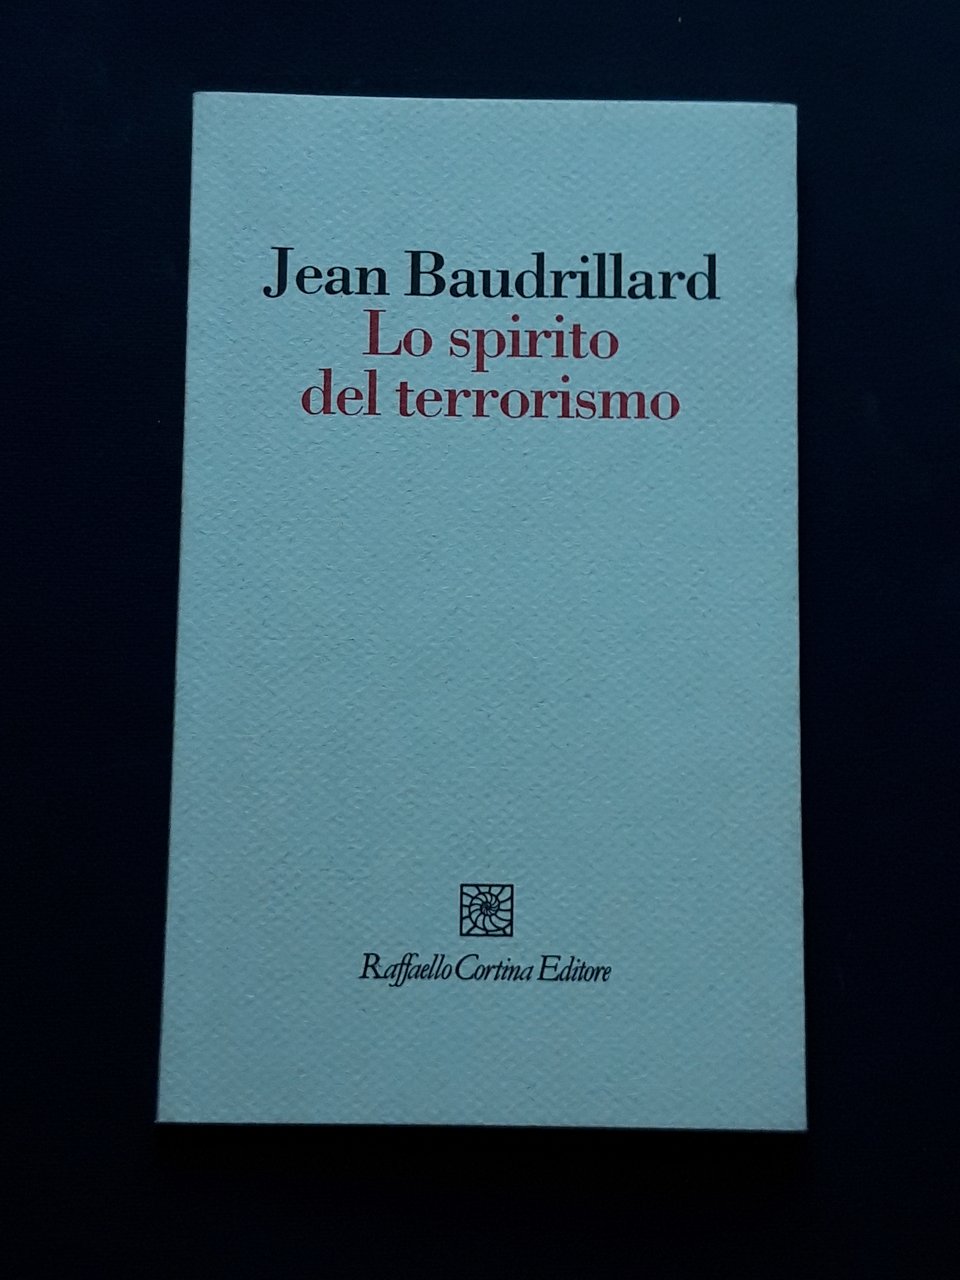 Jean Baudrillard
Lo spirito
del terrorismo
Raffaello Cortina Editore